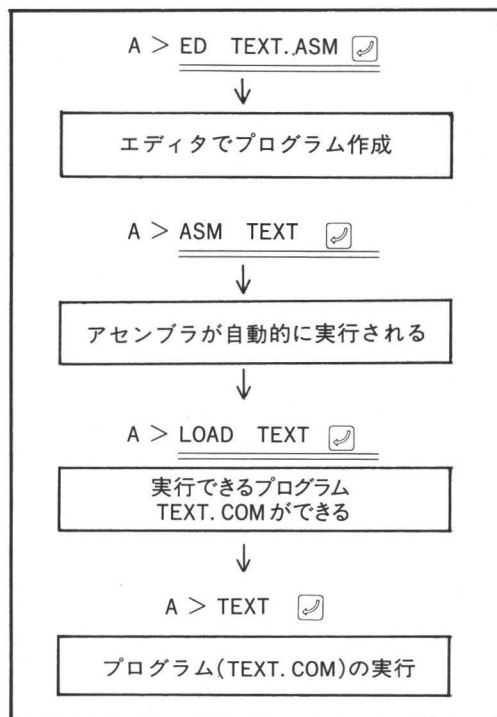 A > ED TEXT.ASM
エディタでプログラム作成
A > ASM TEXT
アセンブラが自動的に実行される
A > LOAD TEXT
実行できるプログラム
TEXT.COMができる
A > TEXT
プログラム(TEXT.COM)の実行